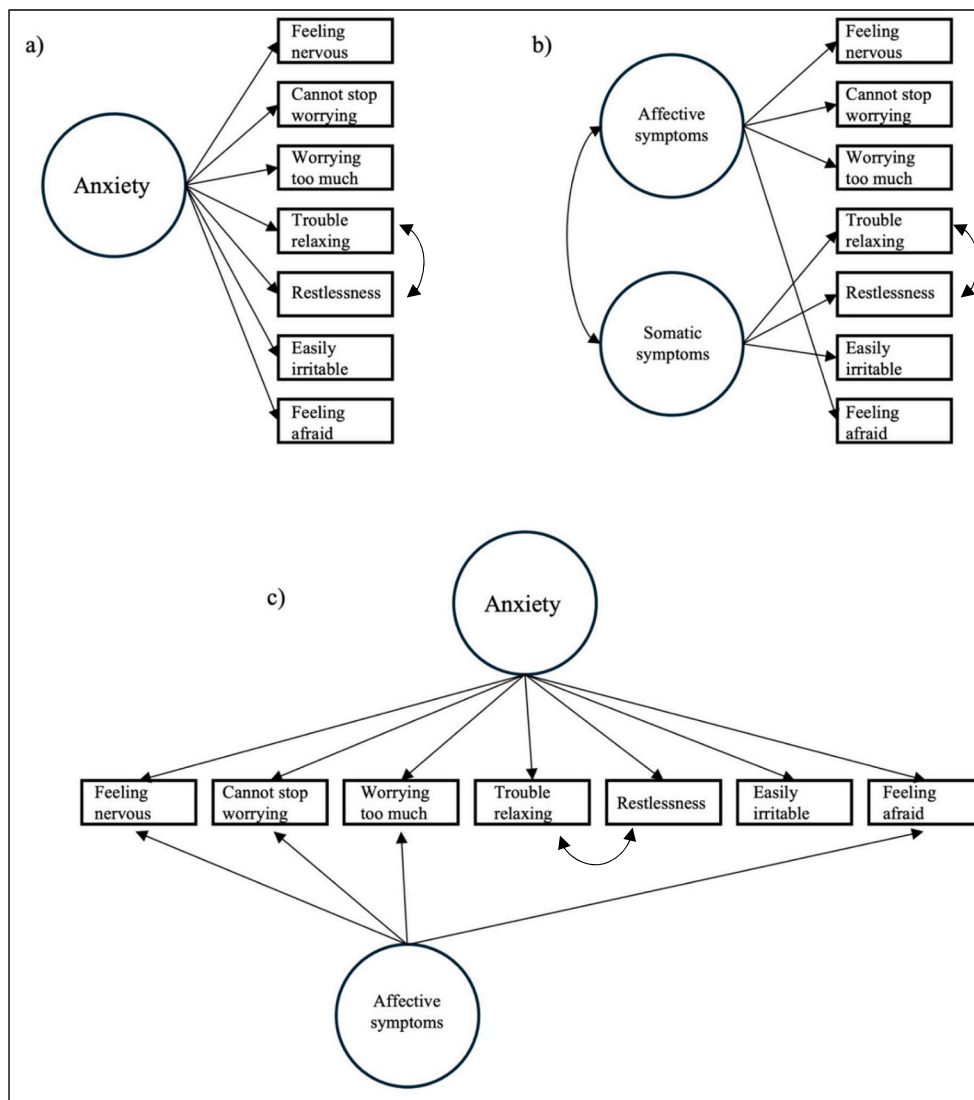 a)
Anxiety
Feeling
nervous
Cannot stop
worrying
Worrying
too much
Trouble
relaxing
Restlessness
Easily
irritable
Feeling
afraid
b)
Affective
symptoms
Somatic
symptoms
Feeling
nervous
Cannot stop
worrying
Worrying
too much
Trouble
relaxing
Restlessness
Easily
irritable
Feeling
afraid
c)
Anxiety
Feeling
nervous
Cannot stop
worrying
Worrying
too much
Trouble
relaxing
Restlessness
Easily
irritable
Feeling
afraid
Affective
symptoms